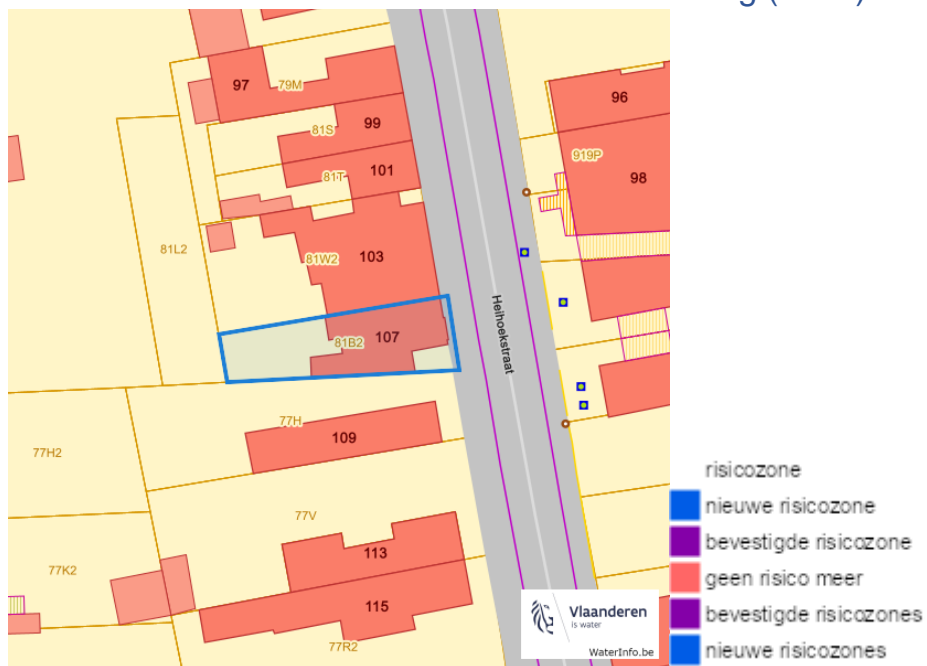 97
79M
96
81S
99
919P
81T
101
98
81L2
81W2
103
Heihoekstraat
81B2
107
77H
109
77H2
77V
113
77K2
115
77R2
Vlaanderen
is water
WaterInfo.be
risicozone
nieuwe risicozone
bevestigde risicozone
geen risico meer
bevestigde risicozones
nieuwe risicozones